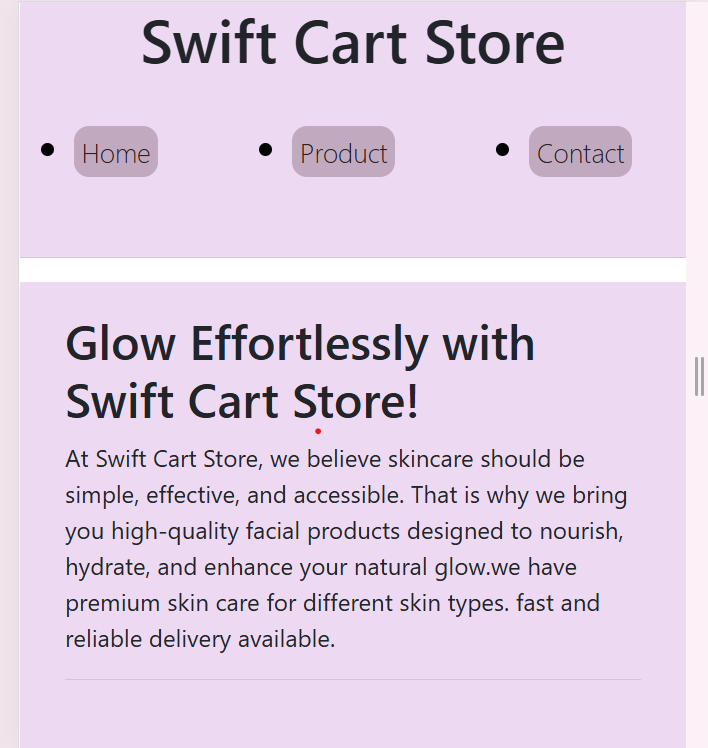 Swift Cart Store
Home Product Contact
Glow Effortlessly with
Swift Cart Store!
At Swift Cart Store, we believe skincare should be
simple, effective, and accessible. That is why we bring
you high-quality facial products designed to nourish,
hydrate, and enhance your natural glow.we have
premium skin care for different skin types. fast and
reliable delivery available.